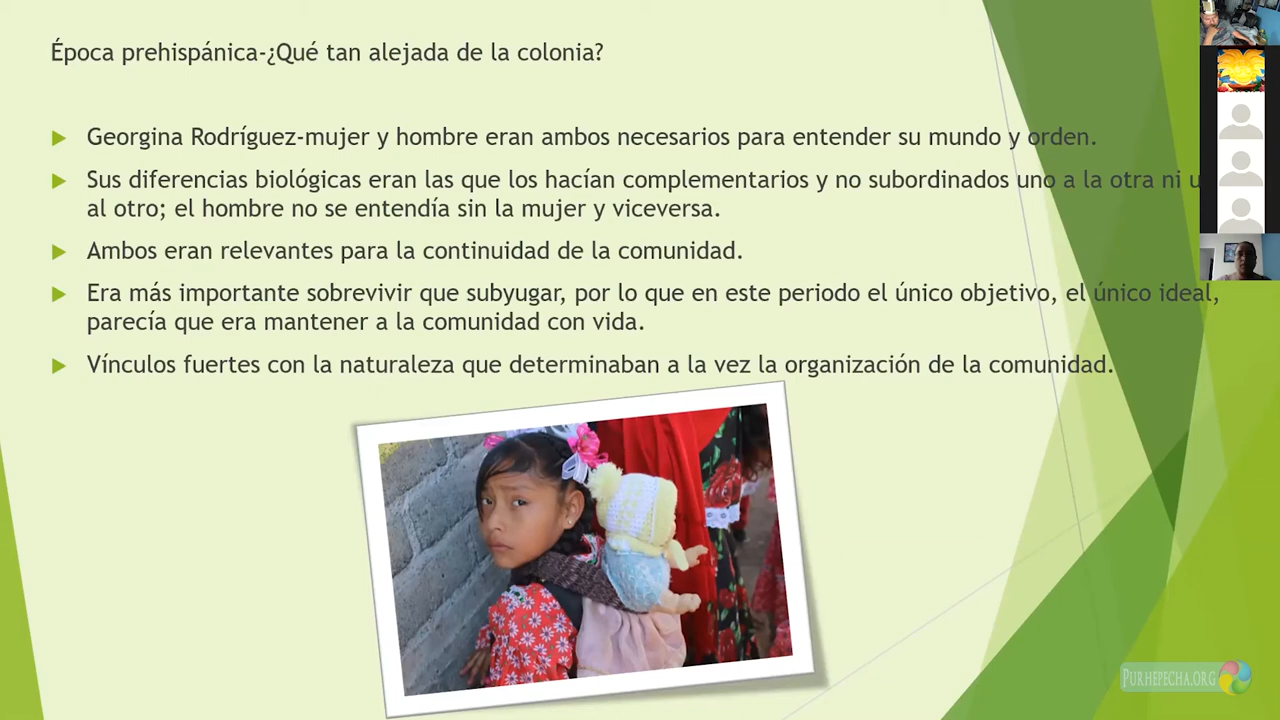 Época prehispánica-¿Qué tan alejada de la colonia?
Georgina Rodríguez-mujer y hombre eran ambos necesarios para entender su mundo y orden.
Sus diferencias biológicas eran las que los hacían complementarios y no subordinados uno a la otra ni
al otro; el hombre no se entendía sin la mujer y viceversa.
Ambos eran relevantes para la continuidad de la comunidad.
Era más importante sobrevivir que subyugar, por lo que en este periodo el único objetivo, el único ideal,
parecía que era mantener a la comunidad con vida.
Vínculos fuertes con la naturaleza que determinaban a la vez la organización de la comunidad.
PURHEPECHA.ORG